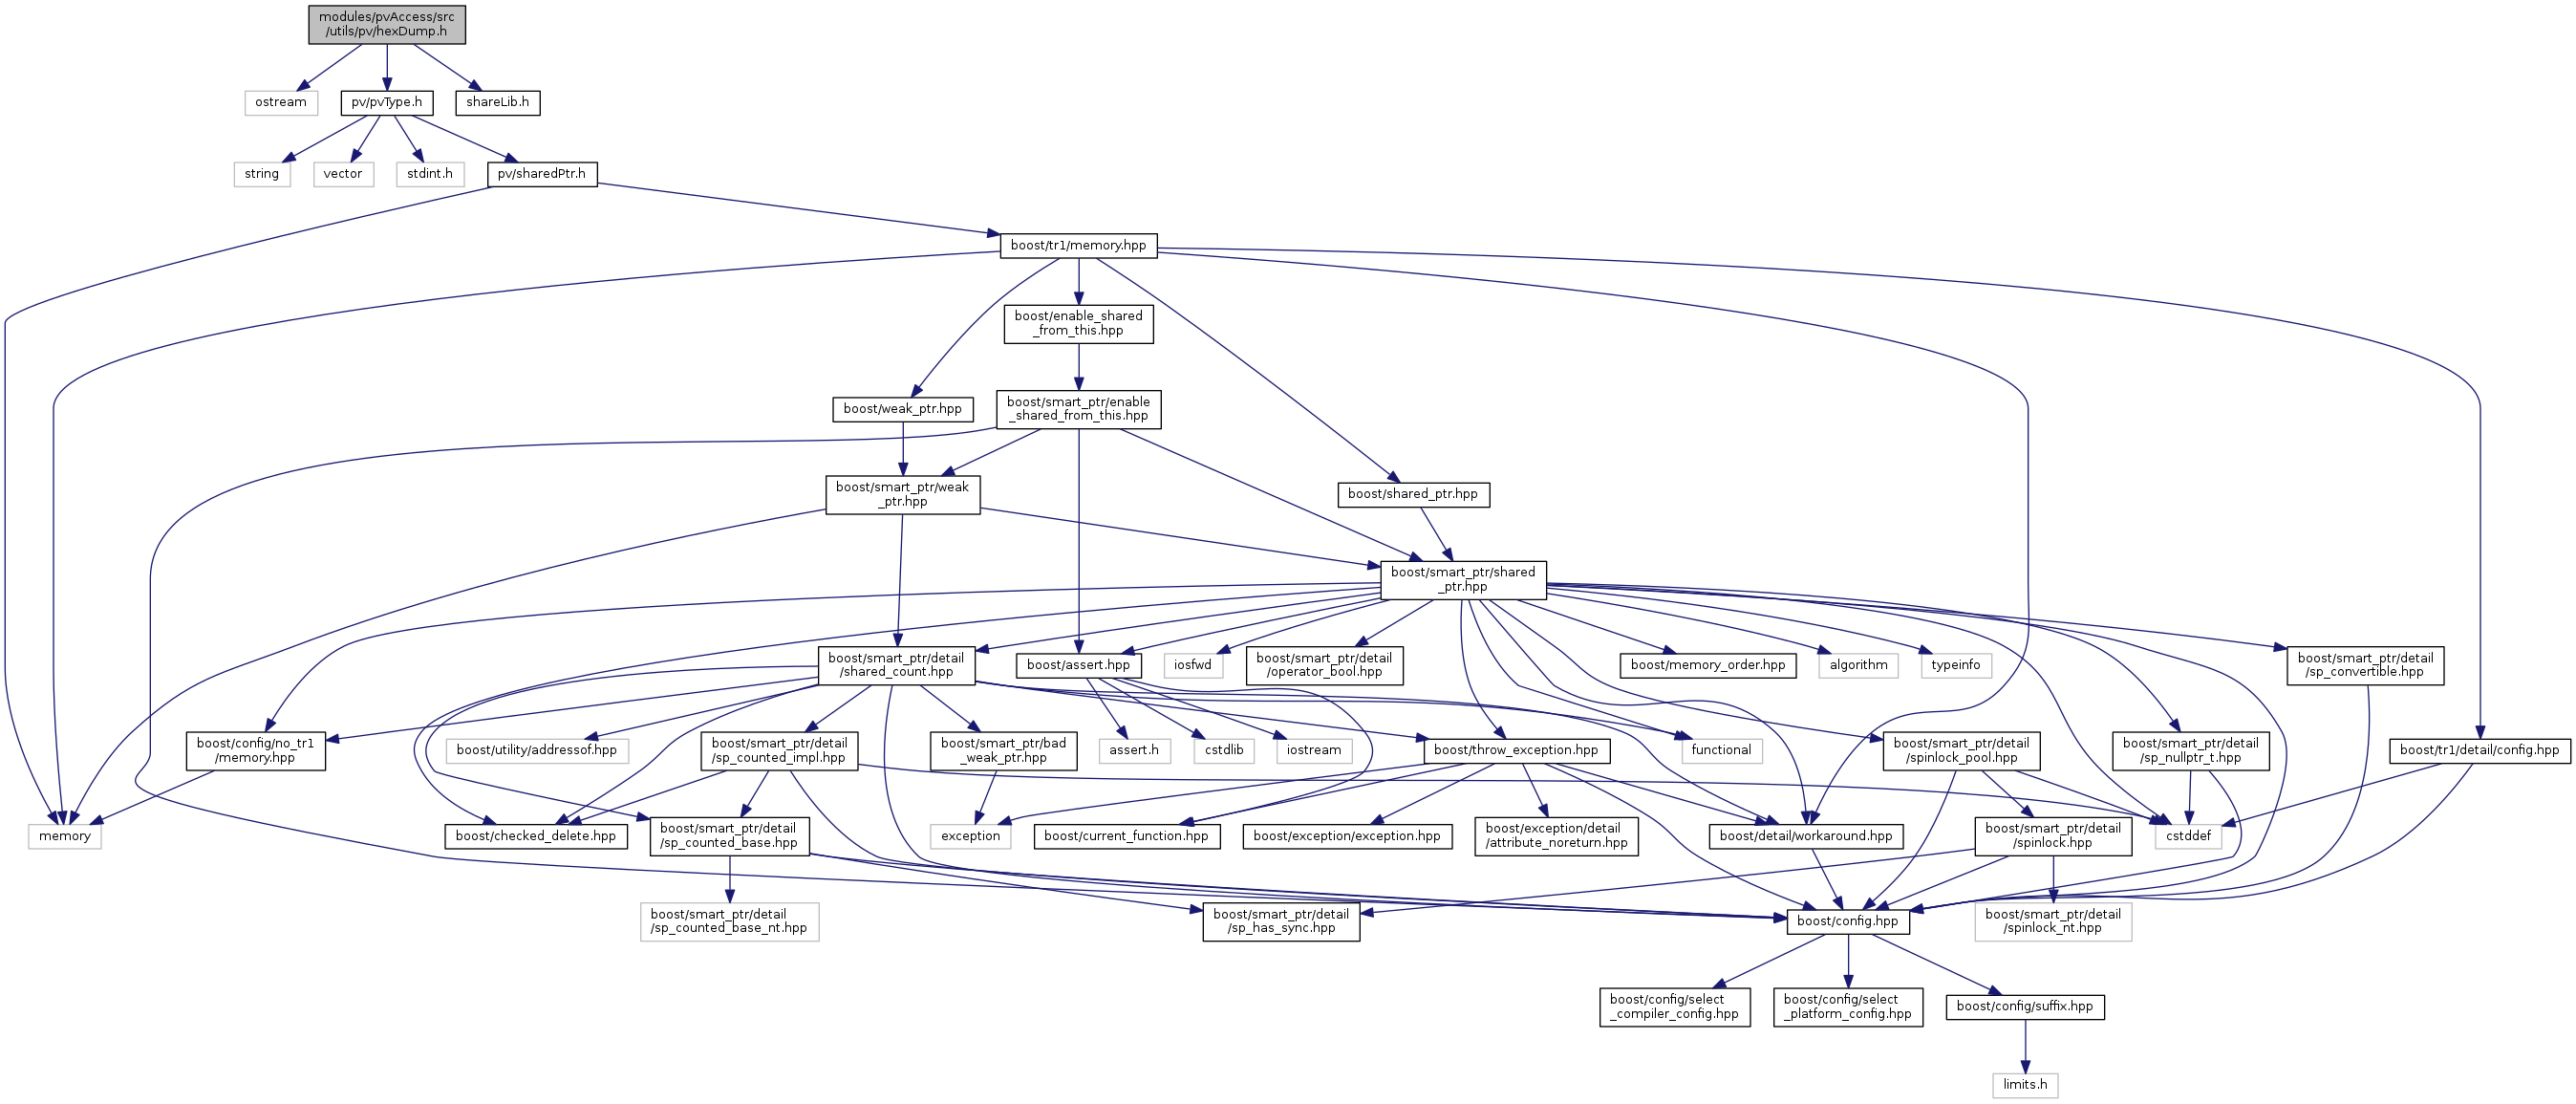 modules/pvAccess/src
/utils/pv/hexDump.h
ostream
pv/pvType.h
shareLib.h
string
vector
stdint.h
pv/sharedPtr.h
boost/tr1/memory.hpp
boost/enable_shared
_from_this.hpp
boost/weak_ptr.hpp
boost/smart_ptr/enable
_shared_from_this.hpp
boost/smart_ptr/weak
_ptr.hpp
boost/shared_ptr.hpp
boost/smart_ptr/shared
_ptr.hpp
boost/smart_ptr/detail
/shared_count.hpp
boost/assert.hpp
iosfwd
boost/smart_ptr/detail
/operator_bool.hpp
boost/memory_order.hpp
algorithm
typeinfo
boost/smart_ptr/detail
/sp_convertible.hpp
boost/config/no_tr1
/memory.hpp
boost/utility/addressof.hpp
boost/smart_ptr/detail
/sp_counted_impl.hpp
boost/smart_ptr/bad
_weak_ptr.hpp
assert.h
cstdlib
iostream
boost/throw_exception.hpp
functional
boost/smart_ptr/detail
/spinlock_pool.hpp
boost/smart_ptr/detail
/sp_nullptr_t.hpp
boost/tr1/detail/config.hpp
memory
boost/checked_delete.hpp
boost/smart_ptr/detail
/sp_counted_base.hpp
exception
boost/current_function.hpp
boost/exception/exception.hpp
boost/exception/detail
/attribute_noreturn.hpp
boost/detail/workaround.hpp
boost/smart_ptr/detail
/spinlock.hpp
cstddef
boost/smart_ptr/detail
/sp_counted_base_nt.hpp
boost/smart_ptr/detail
/sp_has_sync.hpp
boost/config.hpp
boost/smart_ptr/detail
/spinlock_nt.hpp
boost/config/select
_compiler_config.hpp
boost/config/select
_platform_config.hpp
boost/config/suffix.hpp
limits.h